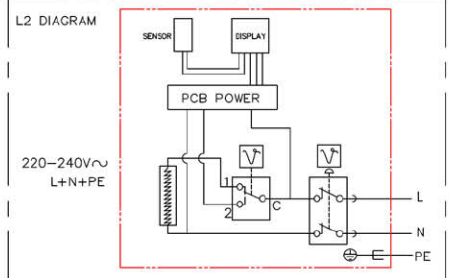 L2 DIAGRAM
SENSOR
DISPLAY
PCB POWER
220-240V~
L+N+PE
1
2
C
L
N
PE